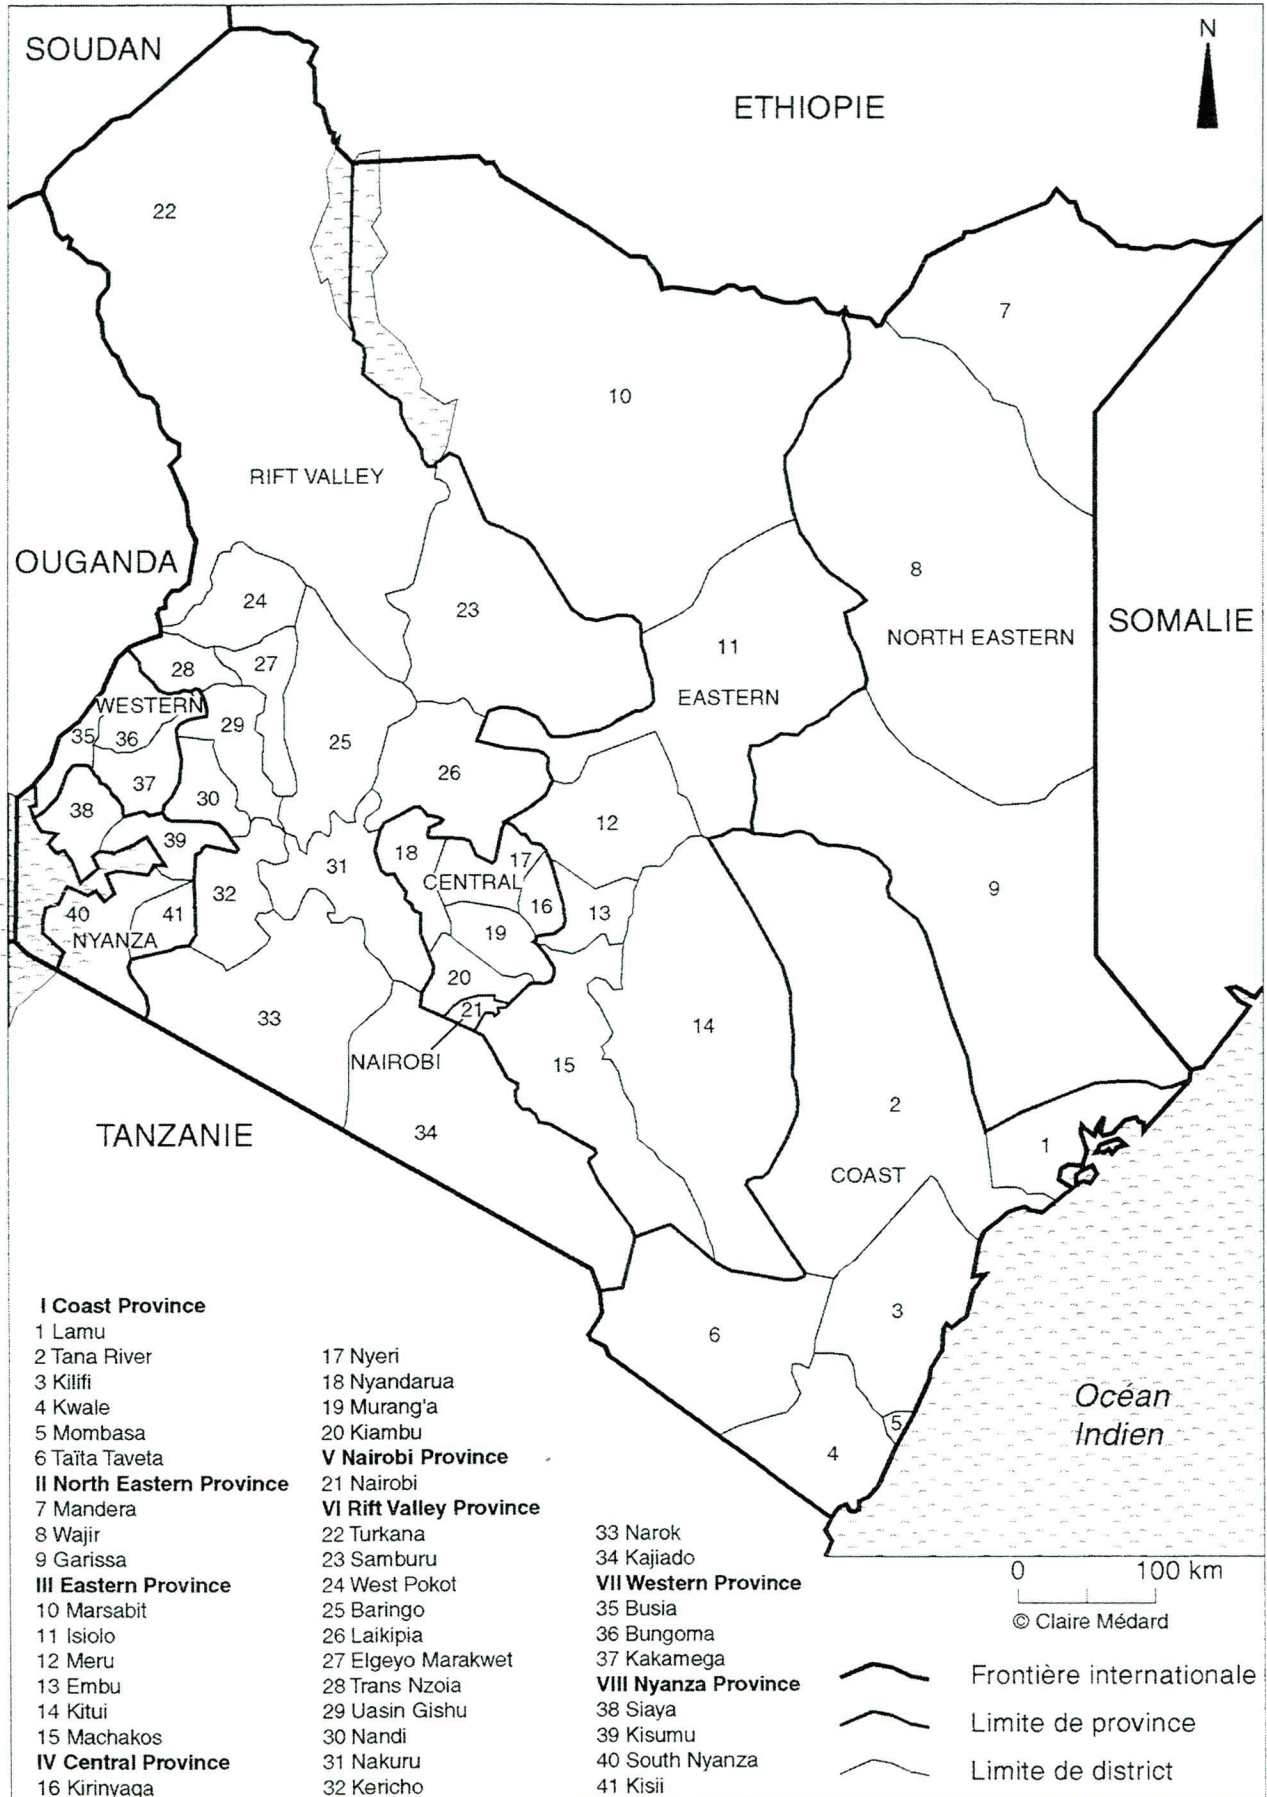 SOUDAN
N
ETHIOPIE
22
7
10
RIFT VALLEY
OUGANDA
8
24
23
SOMALIE
NORTH EASTERN
11
28
27
EASTERN
WESTERN
29
35
36
25
26
37
30
38
12
39
31
18
17
CENTRAL
9
32
16
40
41
13
19
NYANZA
20
21
33
14
NAIROBI
15
2
34
TANZANIE
1
COAST
3
6
5
4
Océan
Indien
I Coast Province
1 Lamu
2 Tana River
3 Kilifi
4 Kwale
5 Mombasa
6 Taïta Taveta
II North Eastern Province
7 Mandera
8 Wajir
9 Garissa
III Eastern Province
10 Marsabit
11 Isiolo
12 Meru
13 Embu
14 Kitui
15 Machakos
IV Central Province
16 Kirinyaga
17 Nyeri
18 Nyandarua
19 Murang'a
20 Kiambu
V Nairobi Province
21 Nairobi
VI Rift Valley Province
22 Turkana
23 Samburu
24 West Pokot
25 Baringo
26 Laikipia
27 Elgeyo Marakwet
28 Trans Nzoia
29 Uasin Gishu
30 Nandi
31 Nakuru
32 Kericho
33 Narok
34 Kajiado
VII Western Province
35 Busia
36 Bungoma
37 Kakamega
VIII Nyanza Province
38 Siaya
39 Kisumu
40 South Nyanza
41 Kisii
0 100 km
© Claire Médard
Frontière internationale
Limite de province
Limite de district